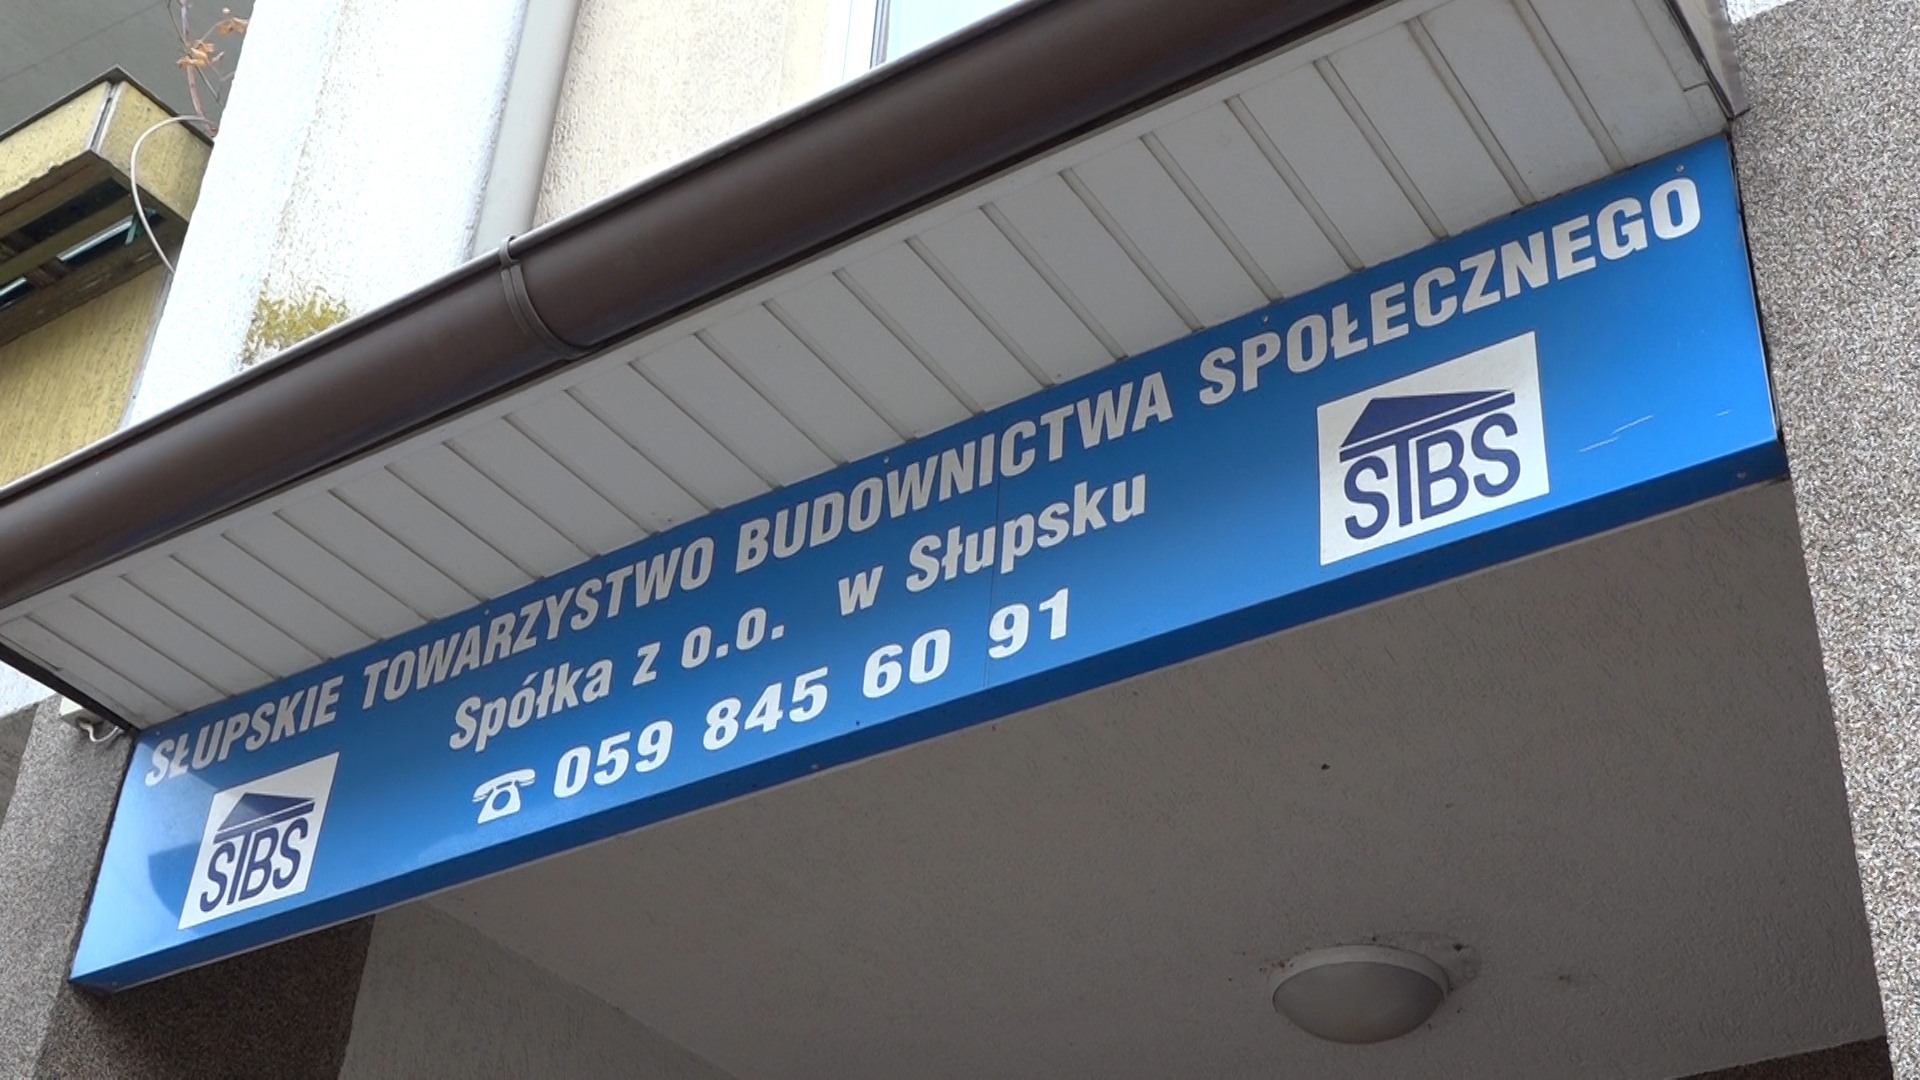 SŁUPSKIE TOWARZYSTWO BUDOWNICTWA SPOŁECZNEGO
Spółka z o.o. w Słupsku
☎ 059 845 60 91
STBS
STBS